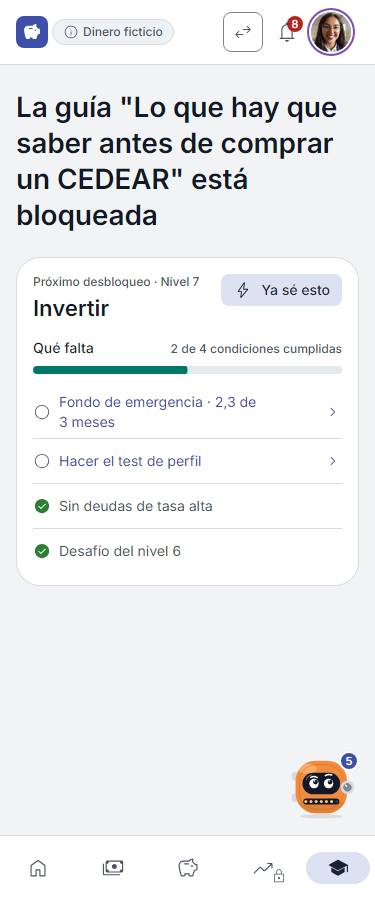 Dinero ficticio
8
La guía "Lo que hay que
saber antes de comprar
un CEDEAR" está
bloqueada
Próximo desbloqueo · Nivel 7
Ya sé esto
Invertir
Qué falta
2 de 4 condiciones cumplidas
Fondo de emergencia · 2,3 de
3 meses
Hacer el test de perfil
Sin deudas de tasa alta
Desafío del nivel 6
5